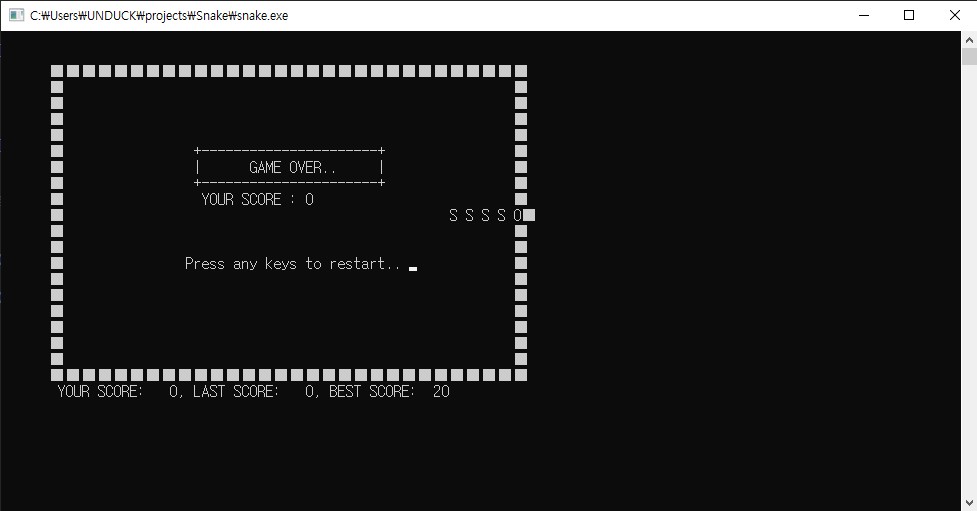 C:₩Users₩UNDUCK₩projects₩Snake₩snake.exe
+----------------------+
| GAME OVER.. |
+----------------------+
YOUR SCORE : 0
S S S S O
Press any keys to restart..
YOUR SCORE: 0, LAST SCORE: 0, BEST SCORE: 20